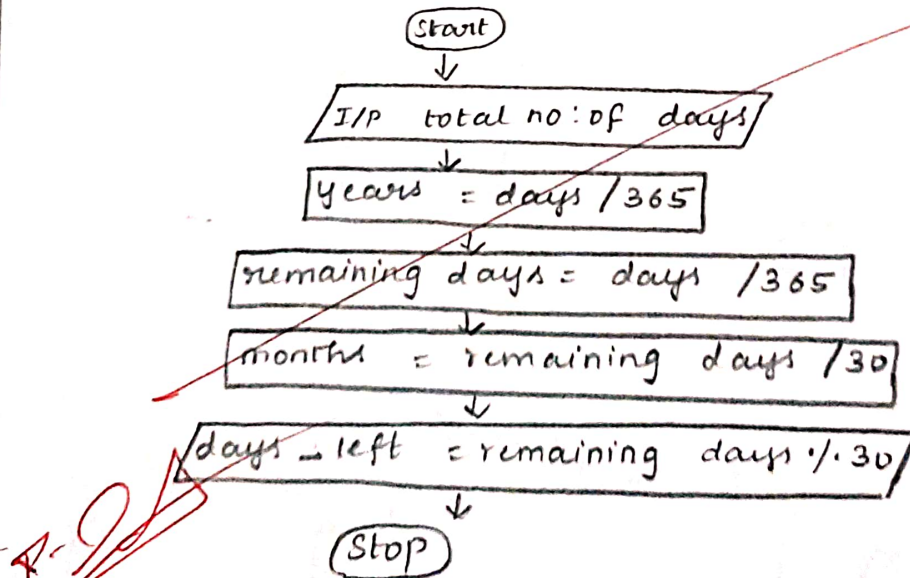 Start
I/P total no: of days
years = days / 365
remaining days = days / 365
months = remaining days / 30
days_left = remaining days % 30
Stop